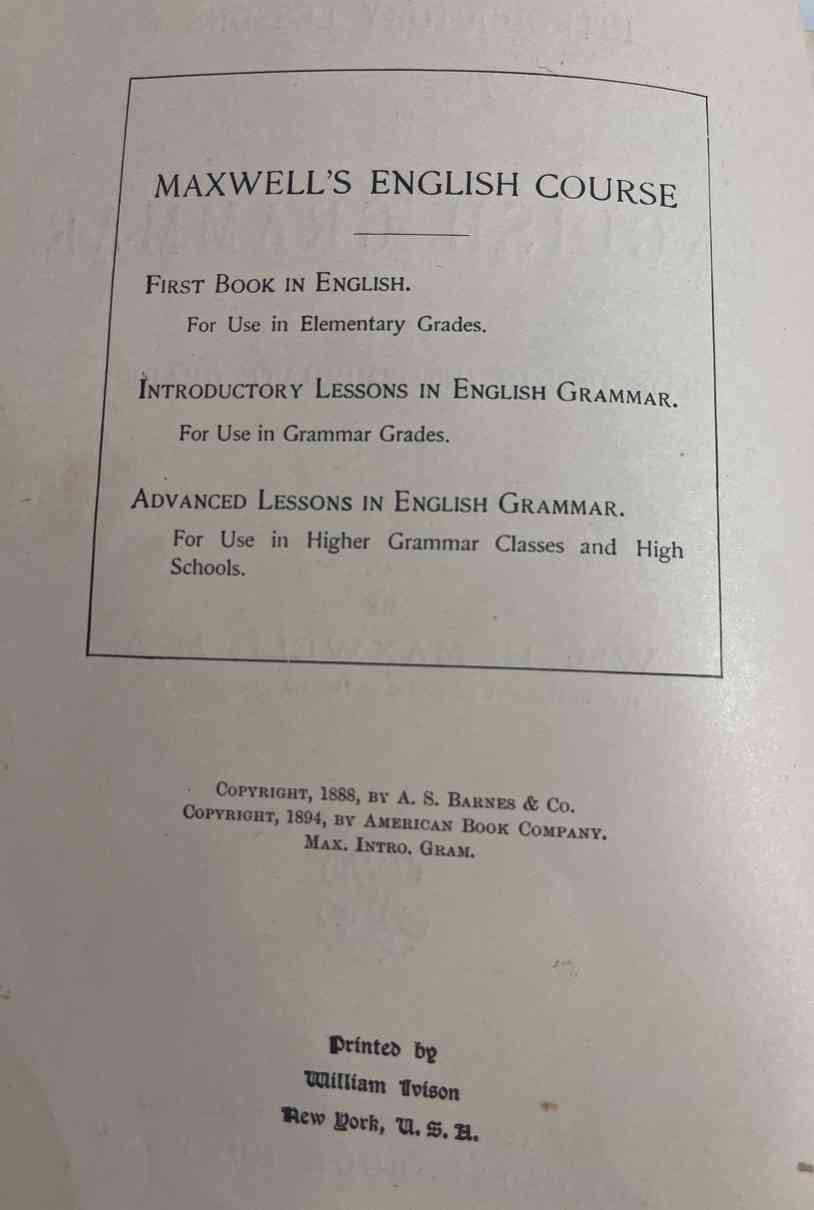 MAXWELL'S ENGLISH COURSE
FIRST BOOK IN ENGLISH.
For Use in Elementary Grades.
INTRODUCTORY LESSONS IN ENGLISH GRAMMAR.
For Use in Grammar Grades.
ADVANCED LESSONS IN ENGLISH GRAMMAR.
For Use in Higher Grammar Classes and High
Schools.
COPYRIGHT, 1888, BY A. S. BARNES & CO.
COPYRIGHT, 1894, BY AMERICAN BOOK COMPANY.
MAX. INTRO. GRAM.
Printed by
William Ivison
New York, U. S. A.